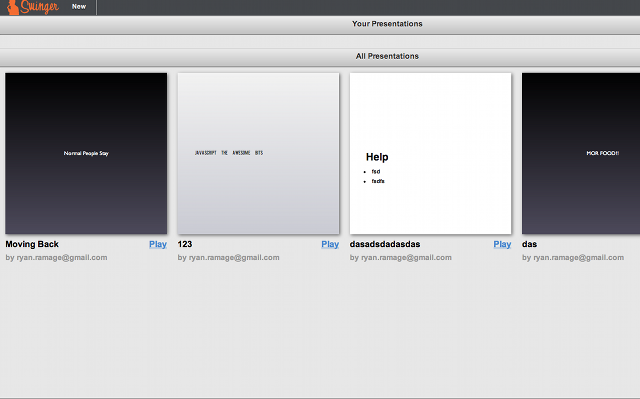 Swinger New
Your Presentations
All Presentations
Normal People Stay
JAVASCRIPT THE AWESOME BITS
Help
fsd
fsdfs
MOR FOOD!!
Moving Back Play
by ryan.ramage@gmail.com
123 Play
by ryan.ramage@gmail.com
dasadsdadasdas Play
by ryan.ramage@gmail.com
das
by ryan.ramage@gmail.com